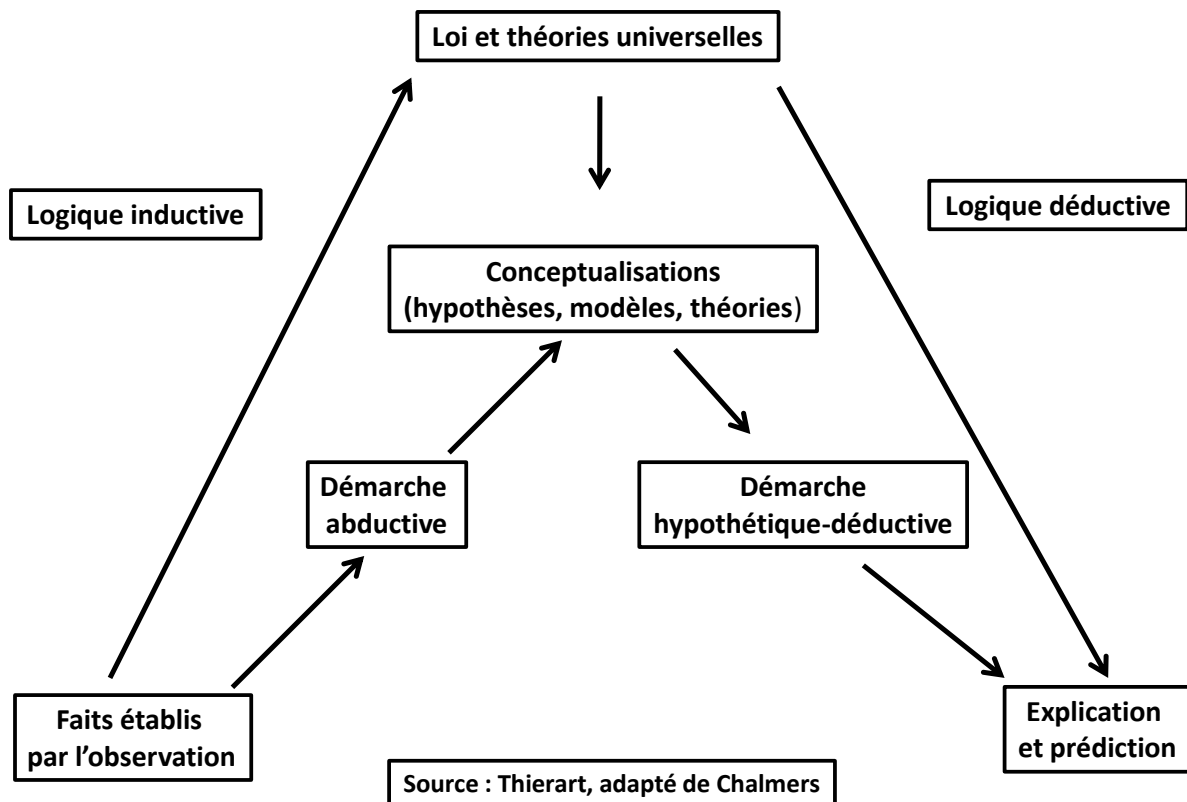 Loi et théories universelles
Logique inductive
Logique déductive
Conceptualisations
(hypothèses, modèles, théories)
Démarche
abductive
Démarche
hypothétique-déductive
Faits établis
par l’observation
Explication
et prédiction
Source : Thierart, adapté de Chalmers